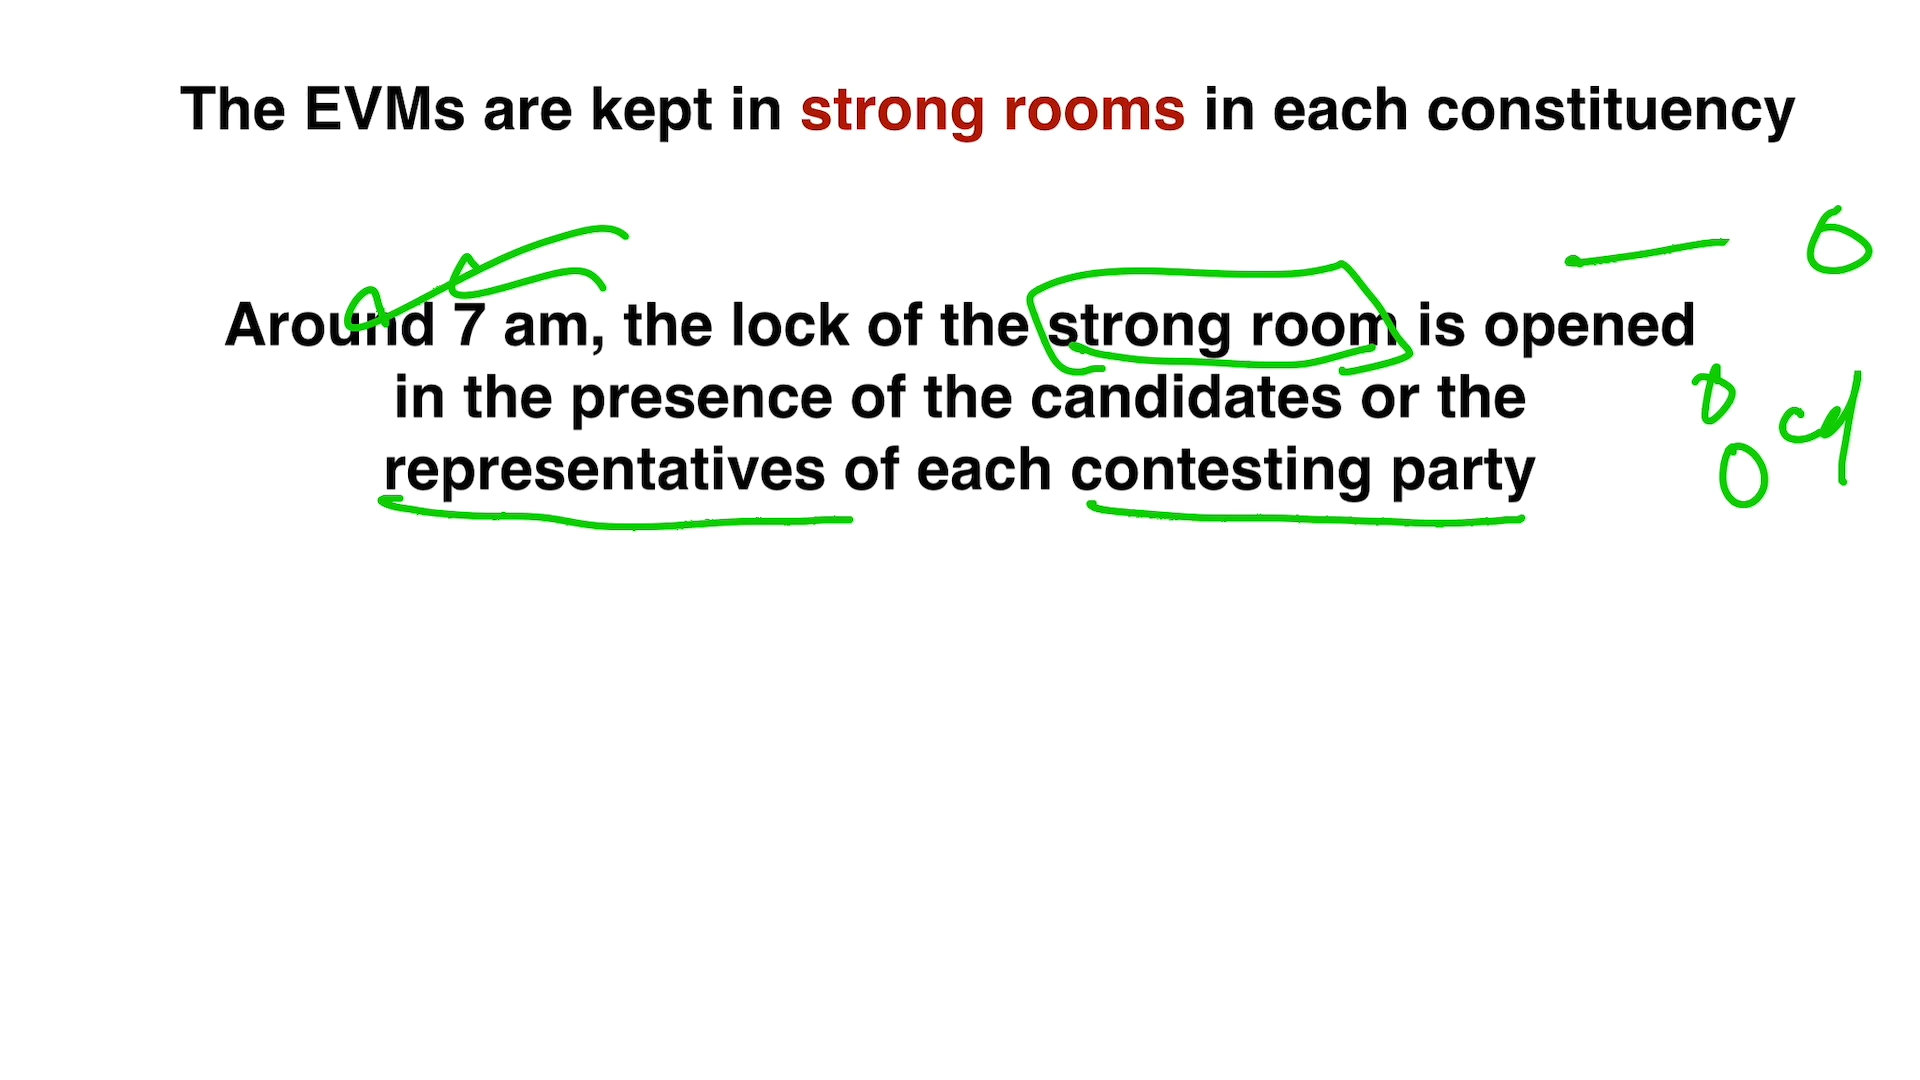 The EVMs are kept in strong rooms in each constituency
Around 7 am, the lock of the strong room is opened
in the presence of the candidates or the
representatives of each contesting party